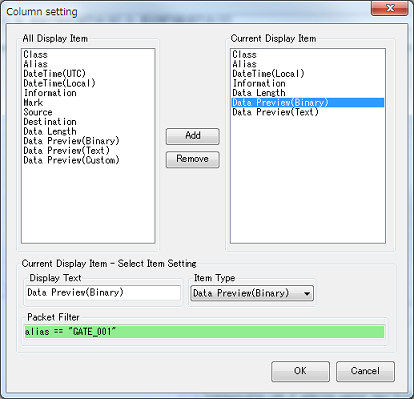 Column setting
All Display Item
Class
Alias
DateTime(UTC)
DateTime(Local)
Information
Mark
Source
Destination
Data Length
Data Preview(Binary)
Data Preview(Text)
Data Preview(Custom)
Add
Remove
Current Display Item
Class
Alias
DateTime(Local)
Information
Data Length
Data Preview(Binary)
Data Preview(Text)
Current Display Item - Select Item Setting
Display Text
Data Preview(Binary)
Item Type
Data Preview(Binary)
Packet Filter
alias == "GATE_001"
OK
Cancel